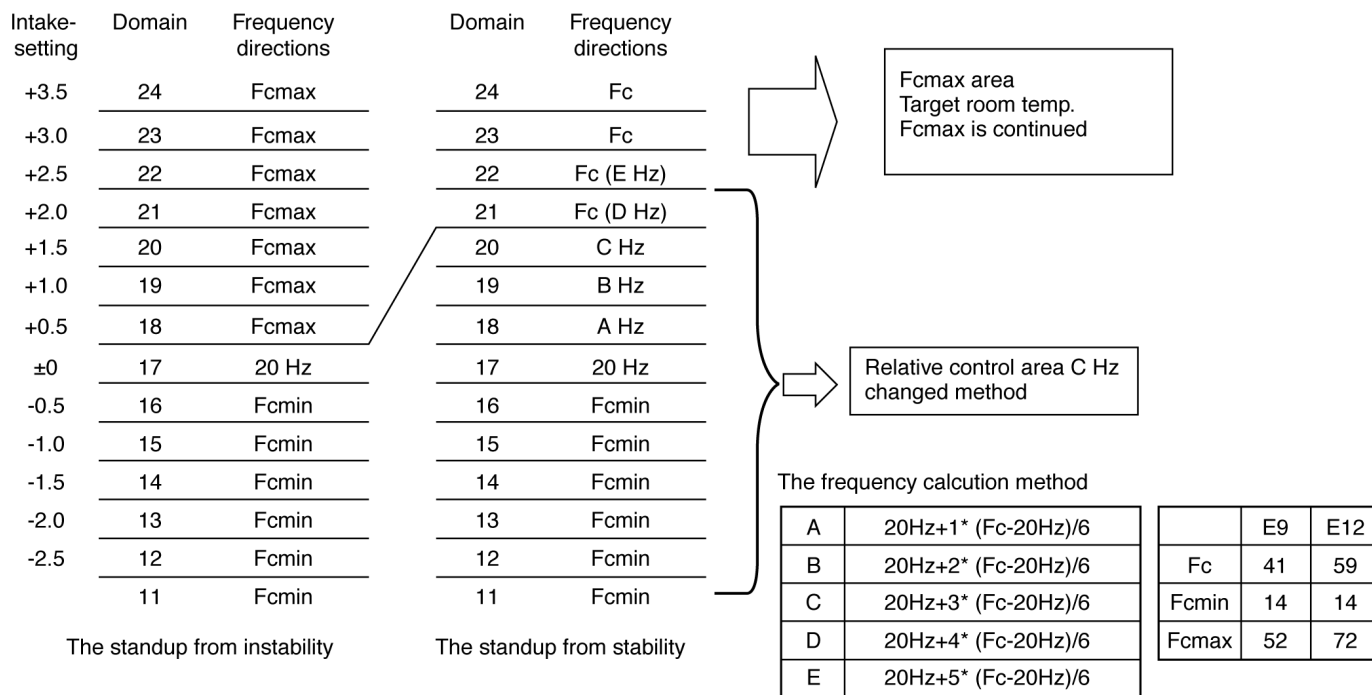 Intake-setting Domain Frequency directions Domain Frequency directions
+3.5 24 Fcmax 24 Fc
+3.0 23 Fcmax 23 Fc
+2.5 22 Fcmax 22 Fc (E Hz)
+2.0 21 Fcmax 21 Fc (D Hz)
+1.5 20 Fcmax 20 C Hz
+1.0 19 Fcmax 19 B Hz
+0.5 18 Fcmax 18 A Hz
±0 17 20 Hz 17 20 Hz
-0.5 16 Fcmin 16 Fcmin
-1.0 15 Fcmin 15 Fcmin
-1.5 14 Fcmin 14 Fcmin
-2.0 13 Fcmin 13 Fcmin
-2.5 12 Fcmin 12 Fcmin
11 Fcmin 11 Fcmin
The standup from instability The standup from stability
Fcmax area
Target room temp.
Fcmax is continued
Relative control area C Hz
changed method
The frequency calcution method
A 20Hz+1* (Fc-20Hz)/6
B 20Hz+2* (Fc-20Hz)/6
C 20Hz+3* (Fc-20Hz)/6
D 20Hz+4* (Fc-20Hz)/6
E 20Hz+5* (Fc-20Hz)/6
E9 E12
Fc 41 59
Fcmin 14 14
Fcmax 52 72